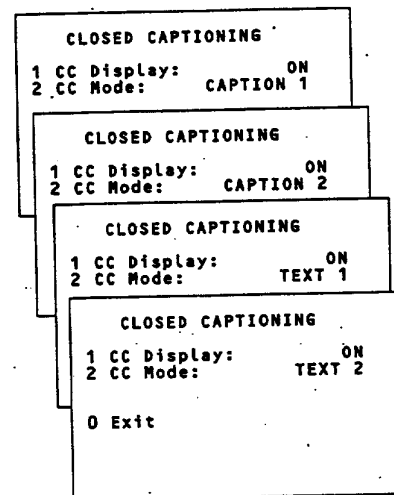 CLOSED CAPTIONING
1 CC Display: ON
2 CC Mode: CAPTION 1
CLOSED CAPTIONING
1 CC Display: ON
2 CC Mode: CAPTION 2
CLOSED CAPTIONING
1 CC Display: ON
2 CC Mode: TEXT 1
CLOSED CAPTIONING
1 CC Display: ON
2 CC Mode: TEXT 2
0 Exit